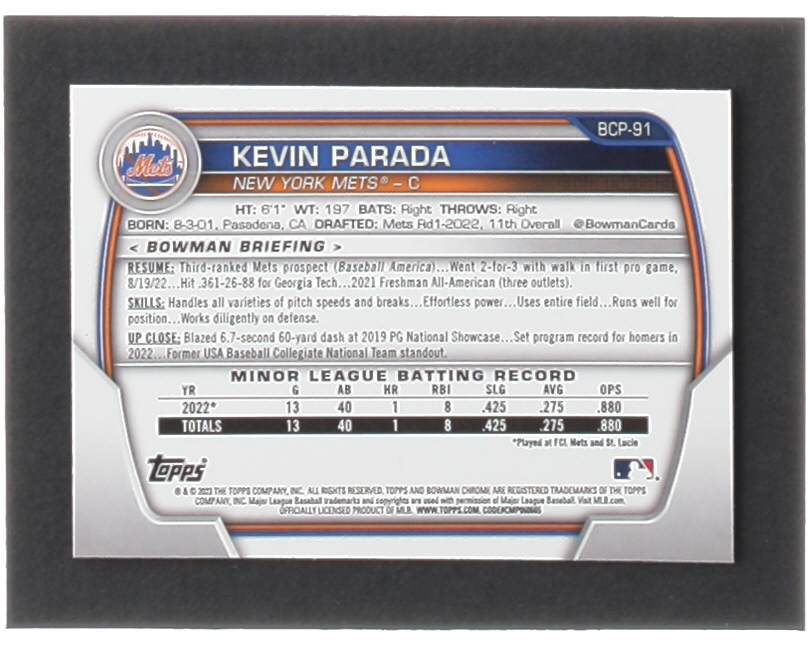 BCP-91
Mets
KEVIN PARADA
NEW YORK METS® – C
HT: 6'1" WT: 197 BATS: Right THROWS: Right
BORN: 8-3-01, Pasadena, CA DRAFTED: Mets Rd1-2022, 11th Overall @BowmanCards
< BOWMAN BRIEFING >
RESUME: Third-ranked Mets prospect (Baseball America)...Went 2-for-3 with walk in first pro game,
8/19/22...Hit .361-26-88 for Georgia Tech...2021 Freshman All-American (three outlets).
SKILLS: Handles all varieties of pitch speeds and breaks...Effortless power...Uses entire field...Runs well for
position...Works diligently on defense.
UP CLOSE: Blazed 6.7-second 60-yard dash at 2019 PG National Showcase...Set program record for homers in
2022...Former USA Baseball Collegiate National Team standout.
MINOR LEAGUE BATTING RECORD
YR G AB HR RBI SLG AVG OPS
2022* 13 40 1 8 .425 .275 .880
TOTALS 13 40 1 8 .425 .275 .880
*Played at FCL Mets and St. Lucie
Topps
® & © 2023 THE TOPPS COMPANY, INC. ALL RIGHTS RESERVED. TOPPS AND BOWMAN CHROME ARE REGISTERED TRADEMARKS OF THE TOPPS
COMPANY, INC. Major League Baseball trademarks and copyrights are used with permission of Major League Baseball. Visit MLB.com.
OFFICIALLY LICENSED PRODUCT OF MLB. WWW.TOPPS.COM. CODE#CMP060665